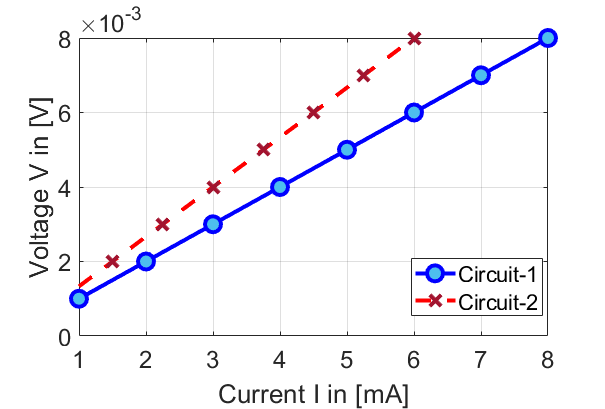 ×10⁻³
8
6
4
2
0
Voltage V in [V]
1 2 3 4 5 6 7 8
Current I in [mA]
Circuit-1
Circuit-2